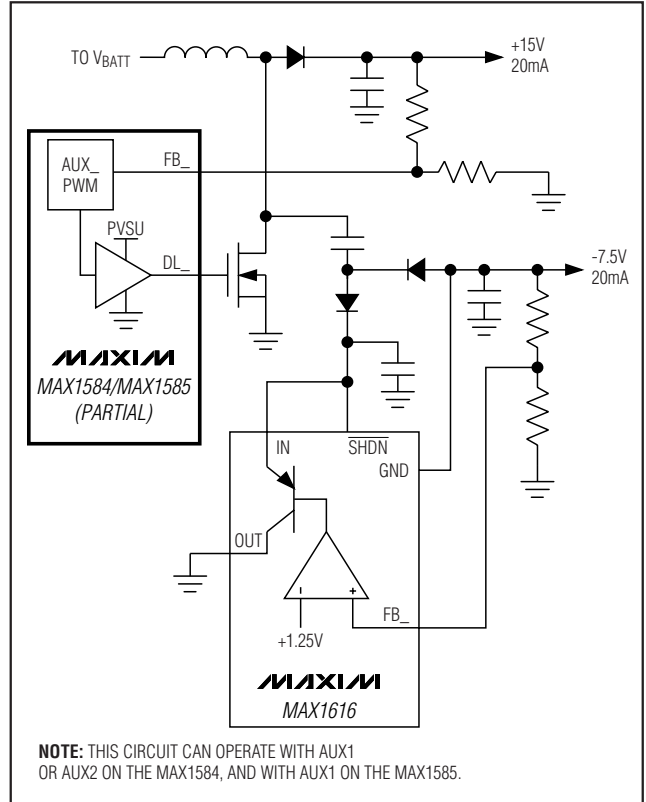 TO VBATT
+15V
20mA
AUX_
PWM
FB_
PVSU
DL_
-7.5V
20mA
MAXIM
MAX1584/MAX1585
(PARTIAL)
IN
SHDN
GND
OUT
-
+
FB_
+1.25V
MAXIM
MAX1616
NOTE: THIS CIRCUIT CAN OPERATE WITH AUX1
OR AUX2 ON THE MAX1584, AND WITH AUX1 ON THE MAX1585.